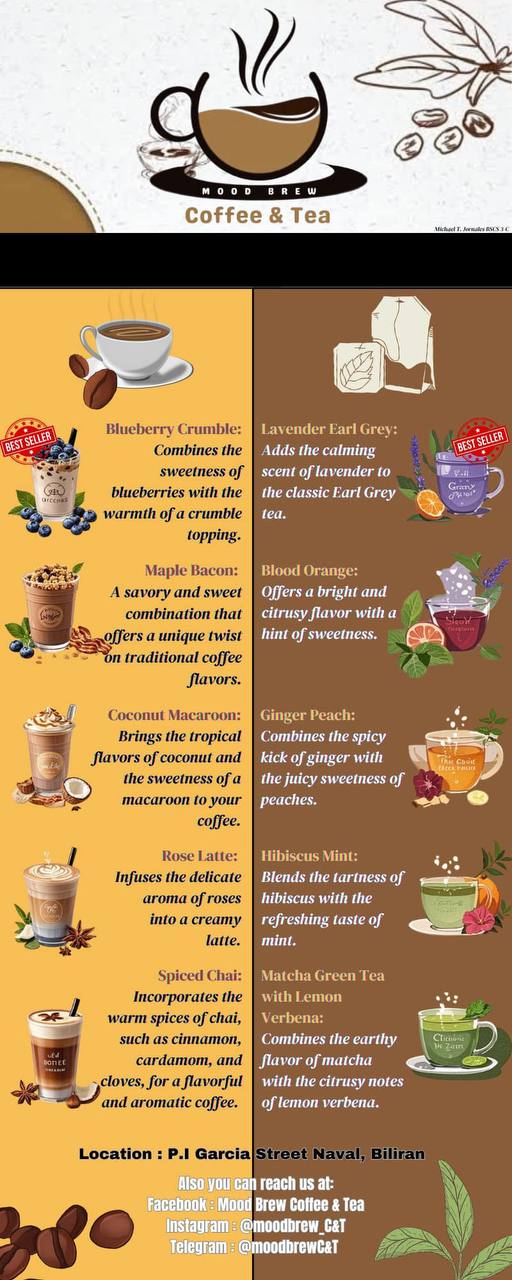 MOOD BREW
Coffee & Tea
Michael T. Jornales BSCS 3 C
BEST SELLER
Blueberry Crumble:
Combines the
sweetness of
blueberries with the
warmth of a crumble
topping.
Maple Bacon:
A savory and sweet
combination that
offers a unique twist
on traditional coffee
flavors.
Coconut Macaroon:
Brings the tropical
flavors of coconut and
the sweetness of a
macaroon to your
coffee.
Rose Latte:
Infuses the delicate
aroma of roses
into a creamy
latte.
Spiced Chai:
Incorporates the
warm spices of chai,
such as cinnamon,
cardamom, and
cloves, for a flavorful
and aromatic coffee.
Lavender Earl Grey:
BEST SELLER
Adds the calming
scent of lavender to
the classic Earl Grey
tea.
Blood Orange:
Offers a bright and
citrusy flavor with a
hint of sweetness.
Ginger Peach:
Combines the spicy
kick of ginger with
the juicy sweetness of
peaches.
Hibiscus Mint:
Blends the tartness of
hibiscus with the
refreshing taste of
mint.
Matcha Green Tea
with Lemon
Verbena:
Combines the earthy
flavor of matcha
with the citrusy notes
of lemon verbena.
Location : P.I Garcia Street Naval, Biliran
Also you can reach us at:
Facebook : Mood Brew Coffee & Tea
Instagram : @moodbrew_C&T
Telegram : @moodbrewC&T